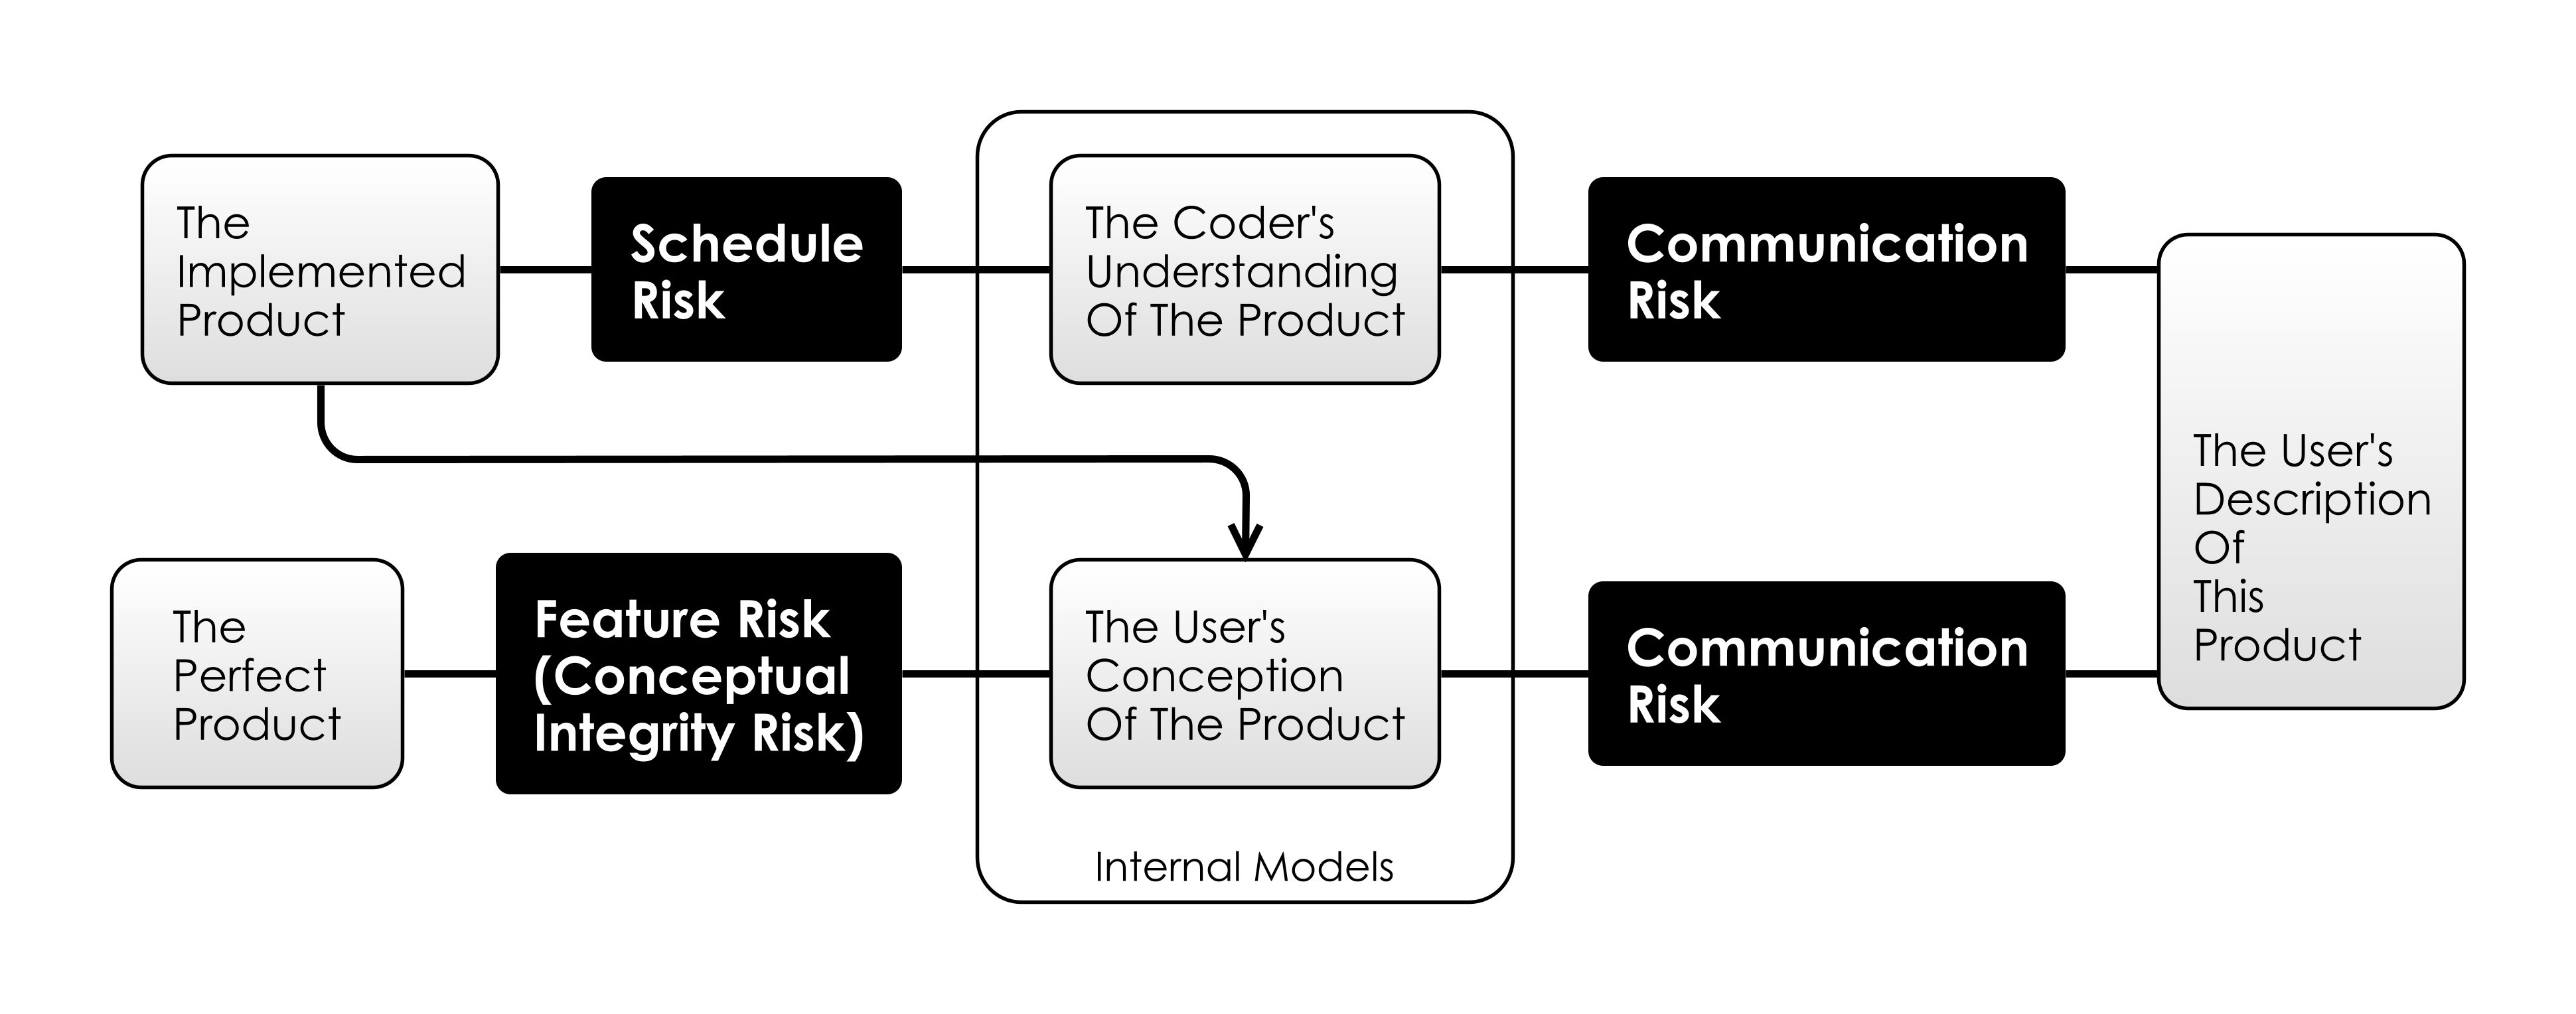 The
Implemented
Product
Schedule
Risk
The Coder's
Understanding
Of The Product
Communication
Risk
The User's
Description
Of
This
Product
The
Perfect
Product
Feature Risk
(Conceptual
Integrity Risk)
The User's
Conception
Of The Product
Communication
Risk
Internal Models